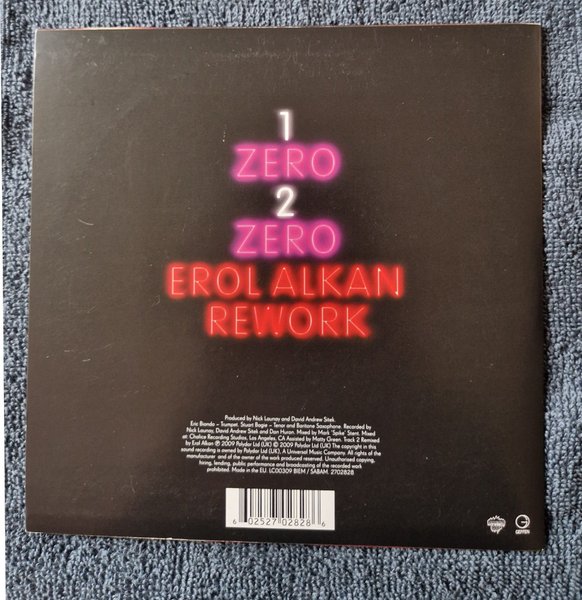 1
ZERO
2
ZERO
EROL ALKAN
REWORK
Produced by Nick Launay and David Andrew Sitek.
Eric Biondo – Trumpet. Stuart Bogie – Tenor and Baritone Saxophone. Recorded by
Nick Launay, David Andrew Sitek and Dan Huron. Mixed by Mark "Spike" Stent. Mixed
at: Chalice Recording Studios, Los Angeles, CA Assisted by Matty Green. Track 2 Remixed
by Erol Alkan ℗ 2009 Polydor Ltd (UK) © 2009 Polydor Ltd (UK). The copyright in this
sound recording is owned by Polydor Ltd (UK). A Universal Music Company. All rights of the
manufacturer and of the owner of the work produced reserved. Unauthorised copying,
hiring, lending, public performance and broadcasting of the recorded work
prohibited. Made in the EU. LC00309 BIEM / SABAM. 2702828
6 02527 02828 6
GEFFEN